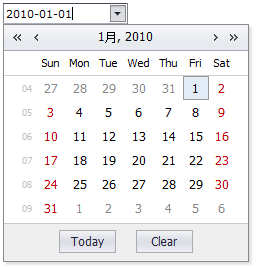 2010-01-01
« ‹ 1月, 2010 › »
Sun Mon Tue Wed Thu Fri Sat
04 27 28 29 30 31 1 2
05 3 4 5 6 7 8 9
06 10 11 12 13 14 15 16
07 17 18 19 20 21 22 23
08 24 25 26 27 28 29 30
09 31 1 2 3 4 5 6
Today Clear